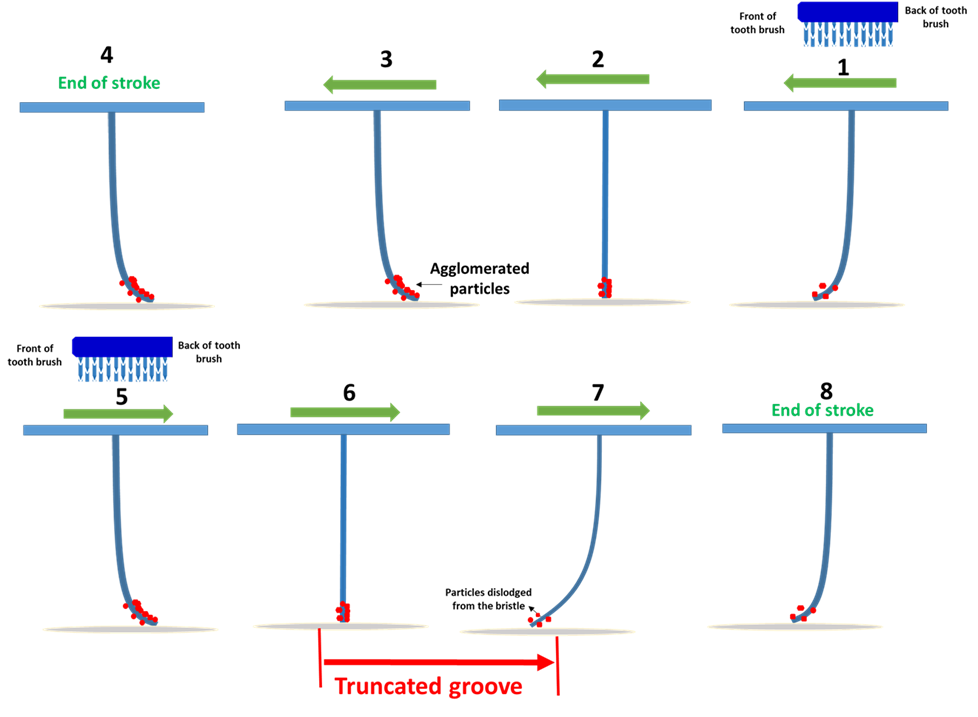 4
End of stroke
3
2
Front of
tooth brush
Back of tooth
brush
1
Agglomerated
particles
Front of
tooth brush
Back of tooth
brush
5
6
7
8
End of stroke
Particles dislodged
from the bristle
Truncated groove